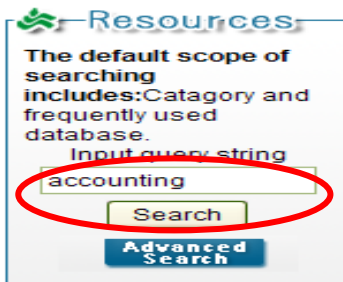 Resources
The default scope of
searching
includes:Catagory and
frequently used
database.
Input query string
accounting
Search
Advanced
Search